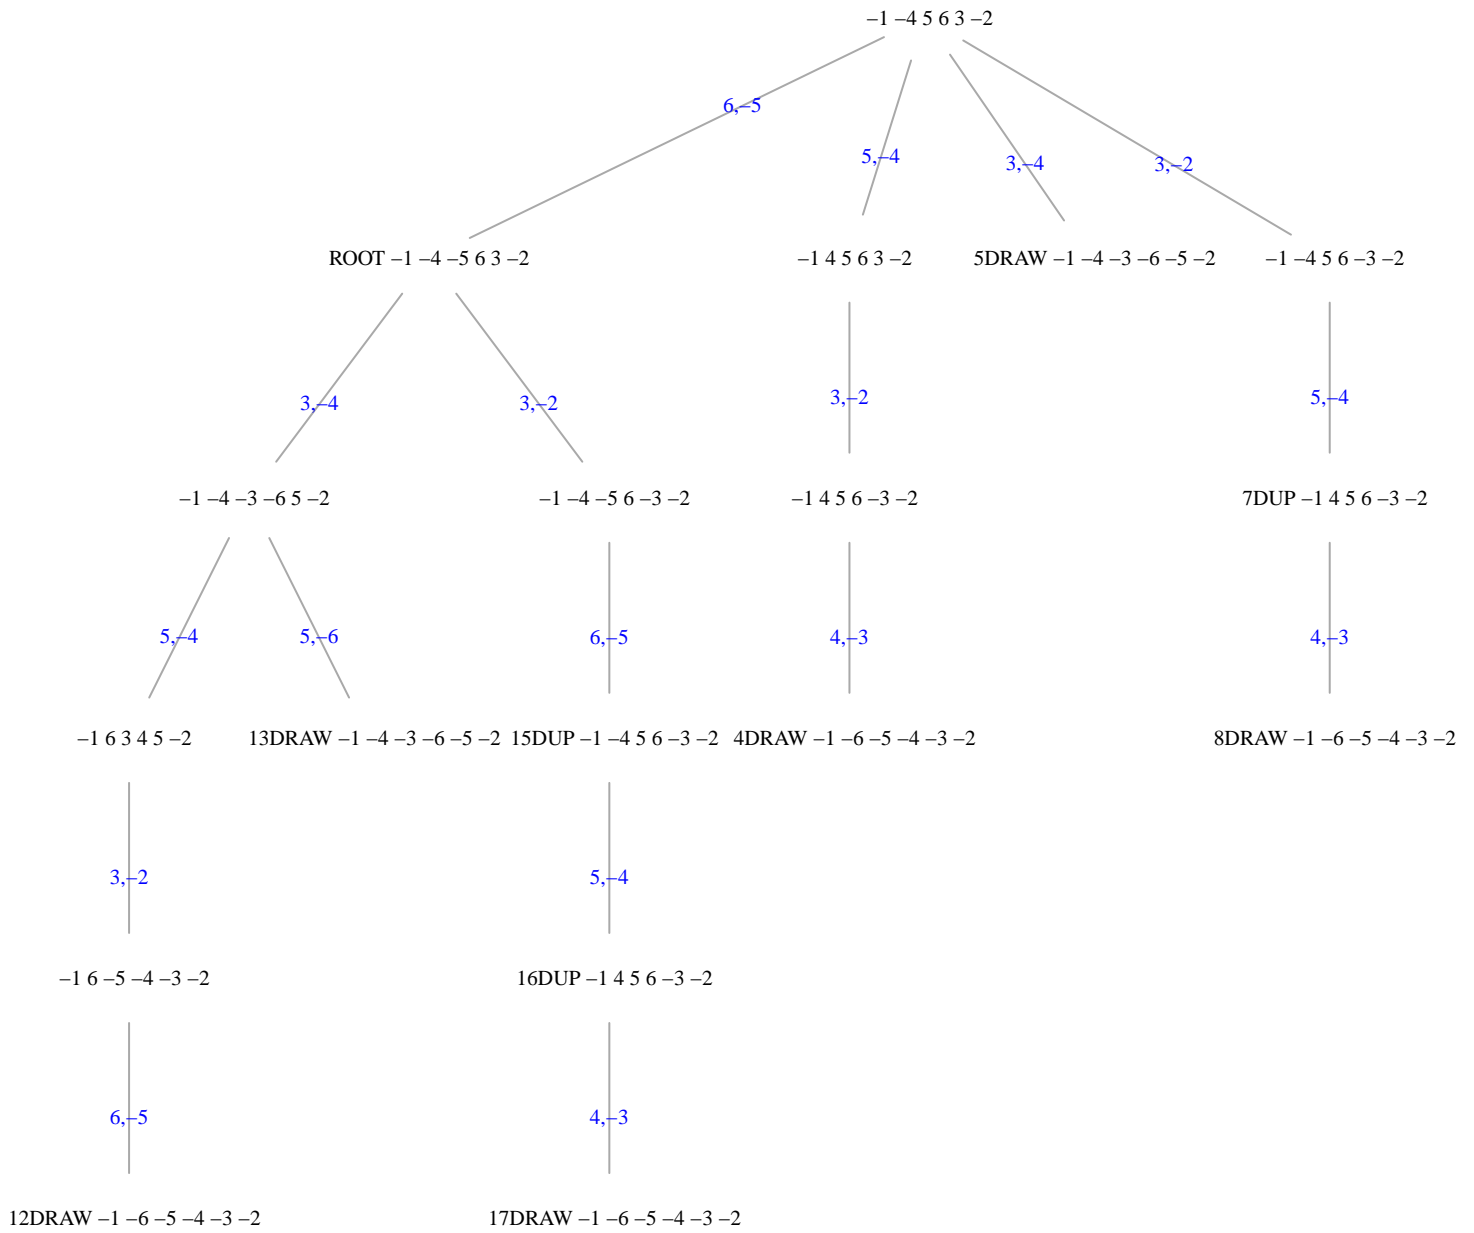 –1 –4 5 6 3 –2
6,–5
5,–4
3,–4
3,–2
ROOT –1 –4 –5 6 3 –2
–1 4 5 6 3 –2
5DRAW –1 –4 –3 –6 –5 –2
–1 –4 5 6 –3 –2
3,–4
3,–2
3,–2
5,–4
–1 –4 –3 –6 5 –2
–1 –4 –5 6 –3 –2
–1 4 5 6 –3 –2
7DUP –1 4 5 6 –3 –2
5,–4
5,–6
6,–5
4,–3
4,–3
–1 6 3 4 5 –2
13DRAW –1 –4 –3 –6 –5 –2
15DUP –1 –4 5 6 –3 –2
4DRAW –1 –6 –5 –4 –3 –2
8DRAW –1 –6 –5 –4 –3 –2
3,–2
5,–4
–1 6 –5 –4 –3 –2
16DUP –1 4 5 6 –3 –2
6,–5
4,–3
12DRAW –1 –6 –5 –4 –3 –2
17DRAW –1 –6 –5 –4 –3 –2